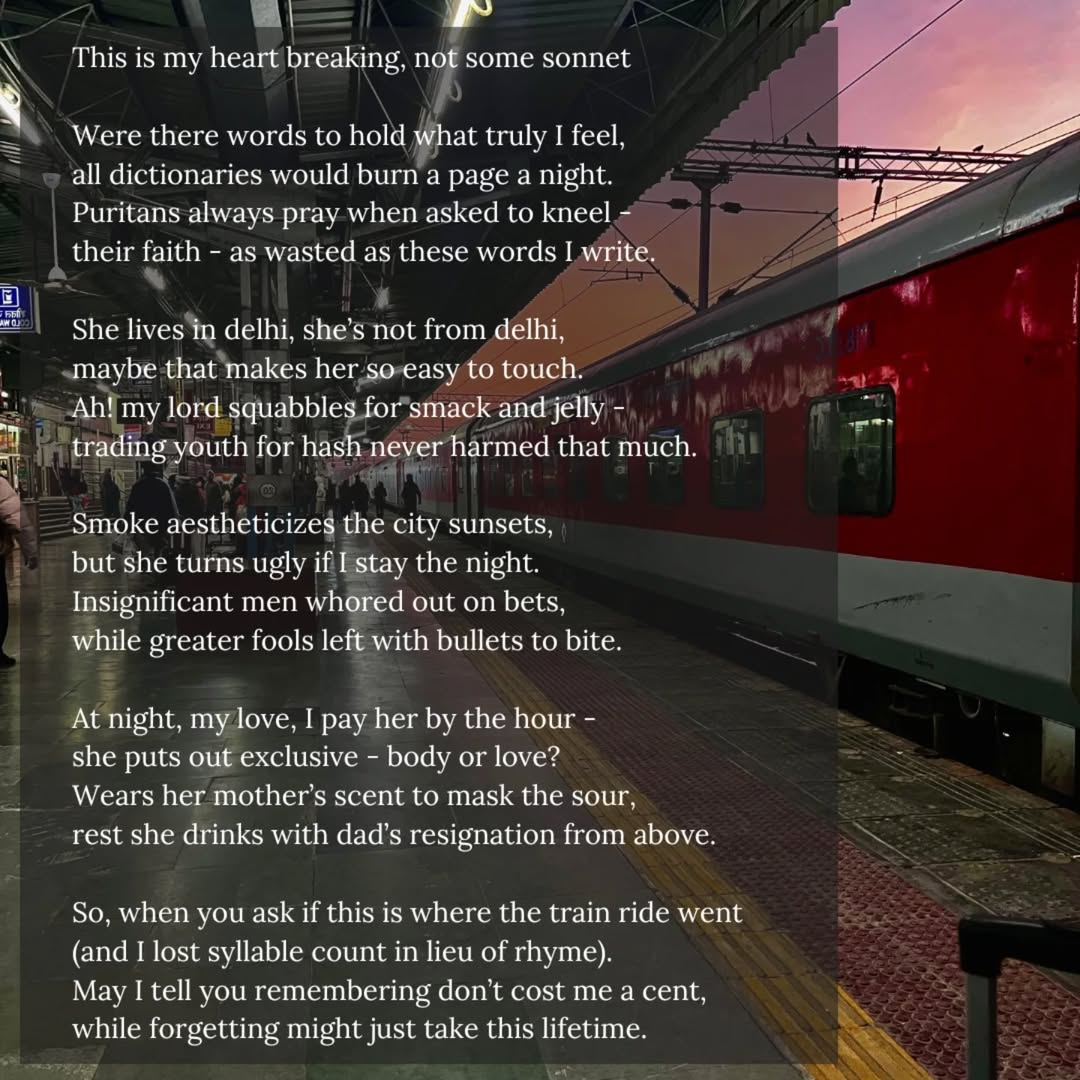 This is my heart breaking, not some sonnet
Were there words to hold what truly I feel,
all dictionaries would burn a page a night.
Puritans always pray when asked to kneel -
their faith - as wasted as these words I write.
She lives in delhi, she's not from delhi,
maybe that makes her so easy to touch.
Ah! my lord squabbles for smack and jelly -
trading youth for hash never harmed that much.
Smoke aestheticizes the city sunsets,
but she turns ugly if I stay the night.
Insignificant men whored out on bets,
while greater fools left with bullets to bite.
At night, my love, I pay her by the hour -
she puts out exclusive - body or love?
Wears her mother's scent to mask the sour,
rest she drinks with dad's resignation from above.
So, when you ask if this is where the train ride went
(and I lost syllable count in lieu of rhyme).
May I tell you remembering don't cost me a cent,
while forgetting might just take this lifetime.